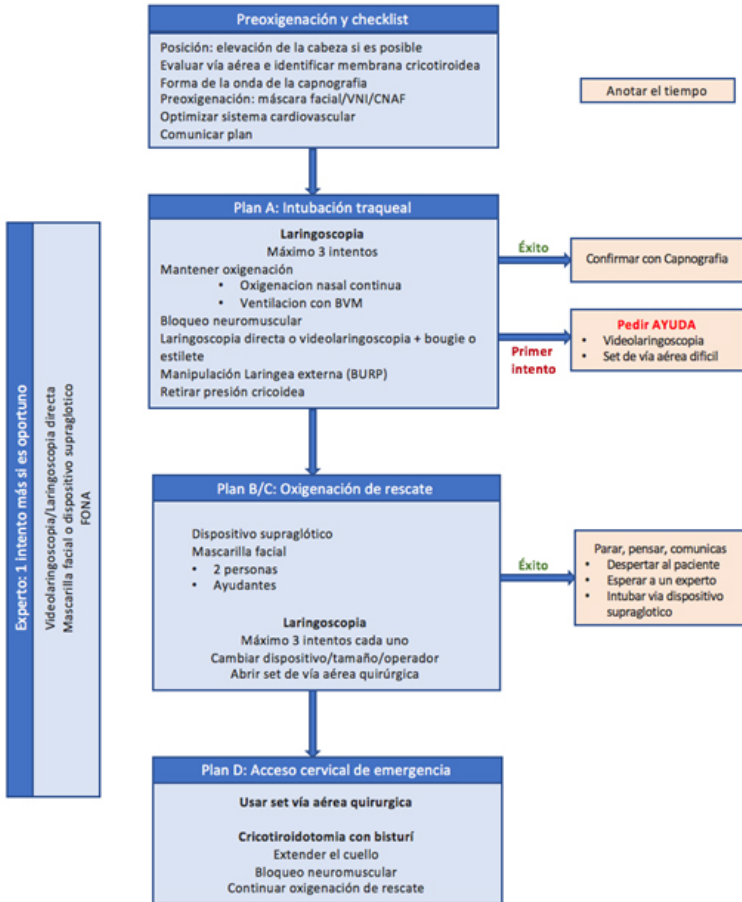 Preoxigenación y checklist
Posición: elevación de la cabeza si es posible
Evaluar vía aérea e identificar membrana cricotiroidea
Forma de la onda de la capnografia
Preoxigenación: máscara facial/VNI/CNAF
Optimizar sistema cardiovascular
Comunicar plan
Anotar el tiempo
Plan A: Intubación traqueal
Laringoscopia
Máximo 3 intentos
Mantener oxigenación
• Oxigenacion nasal continua
• Ventilacion con BVM
Bloqueo neuromuscular
Laringoscopia directa o videolaringoscopia + bougie o
estilete
Manipulación Laringea externa (BURP)
Retirar presión cricoidea
Éxito
Confirmar con Capnografia
Primer
intento
Pedir AYUDA
• Videolaringoscopia
• Set de vía aérea dificil
Experto: 1 intento más si es oportuno
Videolaringoscopia/Laringoscopia directa
Mascarilla facial o dispositivo supraglotico
FONA
Plan B/C: Oxigenación de rescate
Dispositivo supraglótico
Mascarilla facial
• 2 personas
• Ayudantes
Laringoscopia
Máximo 3 intentos cada uno
Cambiar dispositivo/tamaño/operador
Abrir set de vía aérea quirúrgica
Éxito
Parar, pensar, comunicas
• Despertar al paciente
• Esperar a un experto
• Intubar via dispositivo
supraglotico
Plan D: Acceso cervical de emergencia
Usar set vía aérea quirurgica
Cricotiroidotomia con bisturí
Extender el cuello
Bloqueo neuromuscular
Continuar oxigenación de rescate